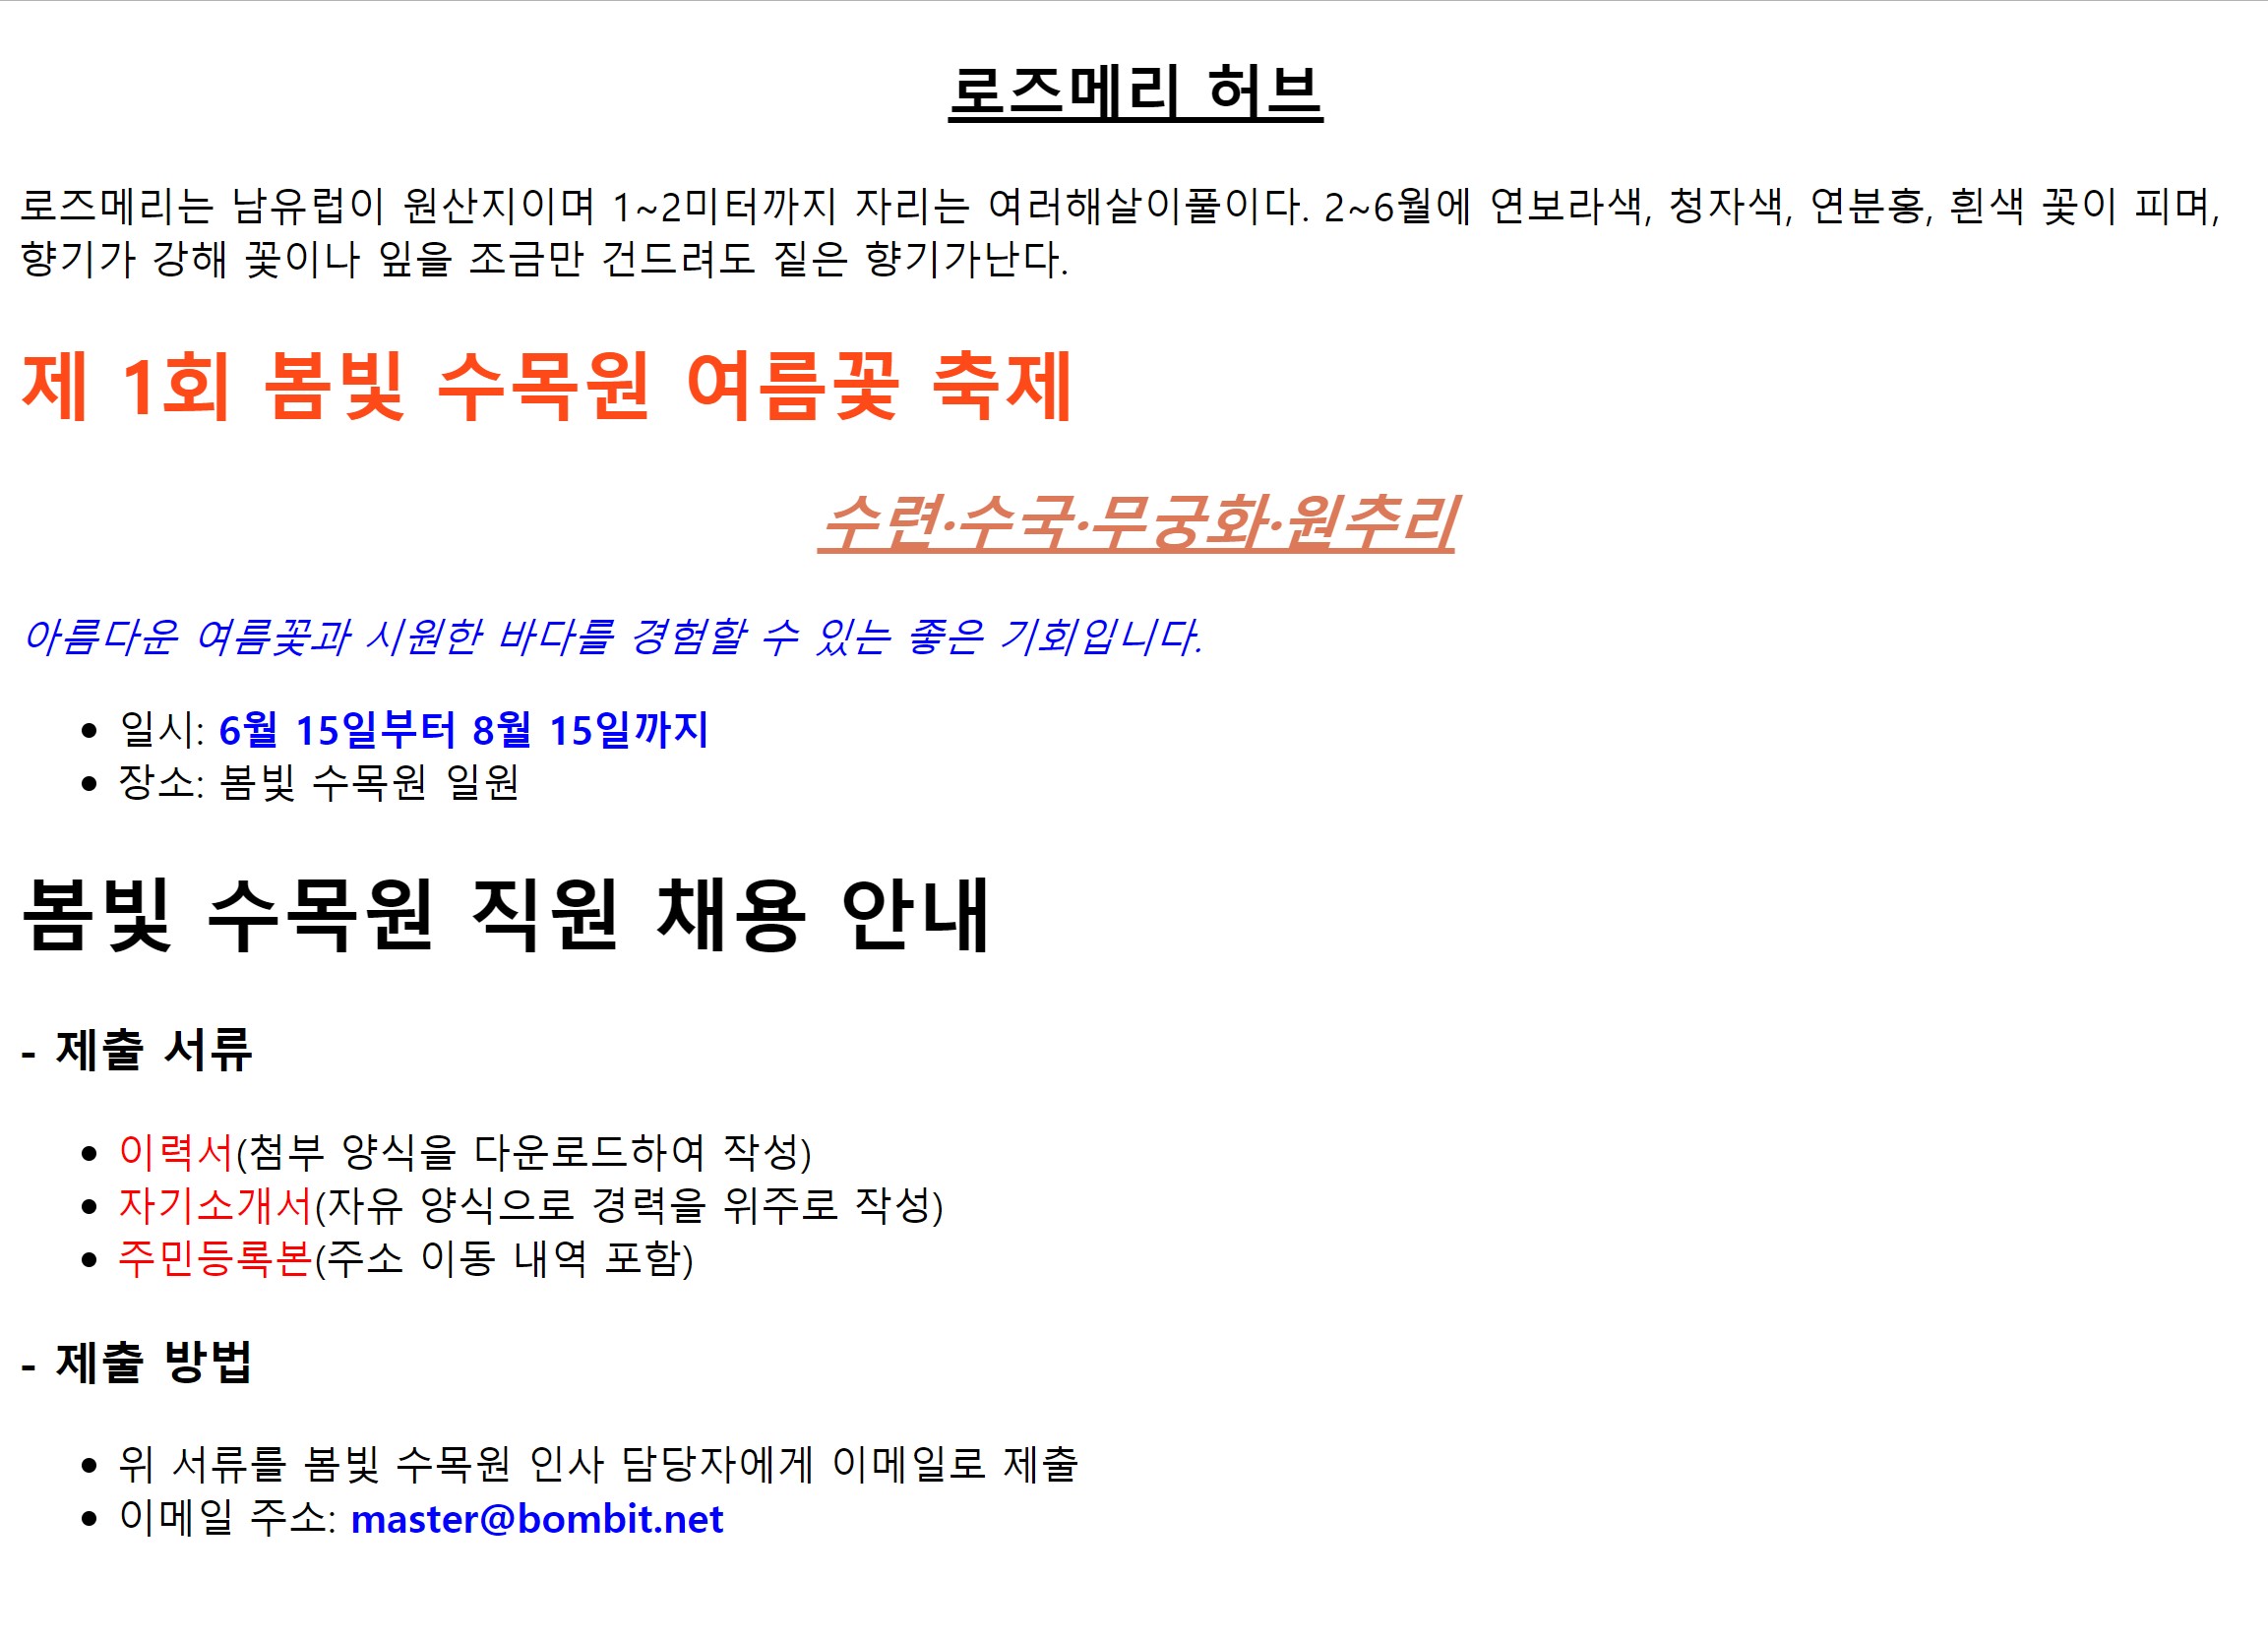 로즈메리 허브
로즈메리는 남유럽이 원산지이며 1~2미터까지 자리는 여러해살이풀이다. 2~6월에 연보라색, 청자색, 연분홍, 흰색 꽃이 피며,
향기가 강해 꽃이나 잎을 조금만 건드려도 짙은 향기가난다.
제 1회 봄빛 수목원 여름꽃 축제
수련·수국·무궁화·원추리
아름다운 여름꽃과 시원한 바다를 경험할 수 있는 좋은 기회입니다.
• 일시: 6월 15일부터 8월 15일까지
• 장소: 봄빛 수목원 일원
봄빛 수목원 직원 채용 안내
- 제출 서류
• 이력서(첨부 양식을 다운로드하여 작성)
• 자기소개서(자유 양식으로 경력을 위주로 작성)
• 주민등록본(주소 이동 내역 포함)
- 제출 방법
• 위 서류를 봄빛 수목원 인사 담당자에게 이메일로 제출
• 이메일 주소: master@bombit.net